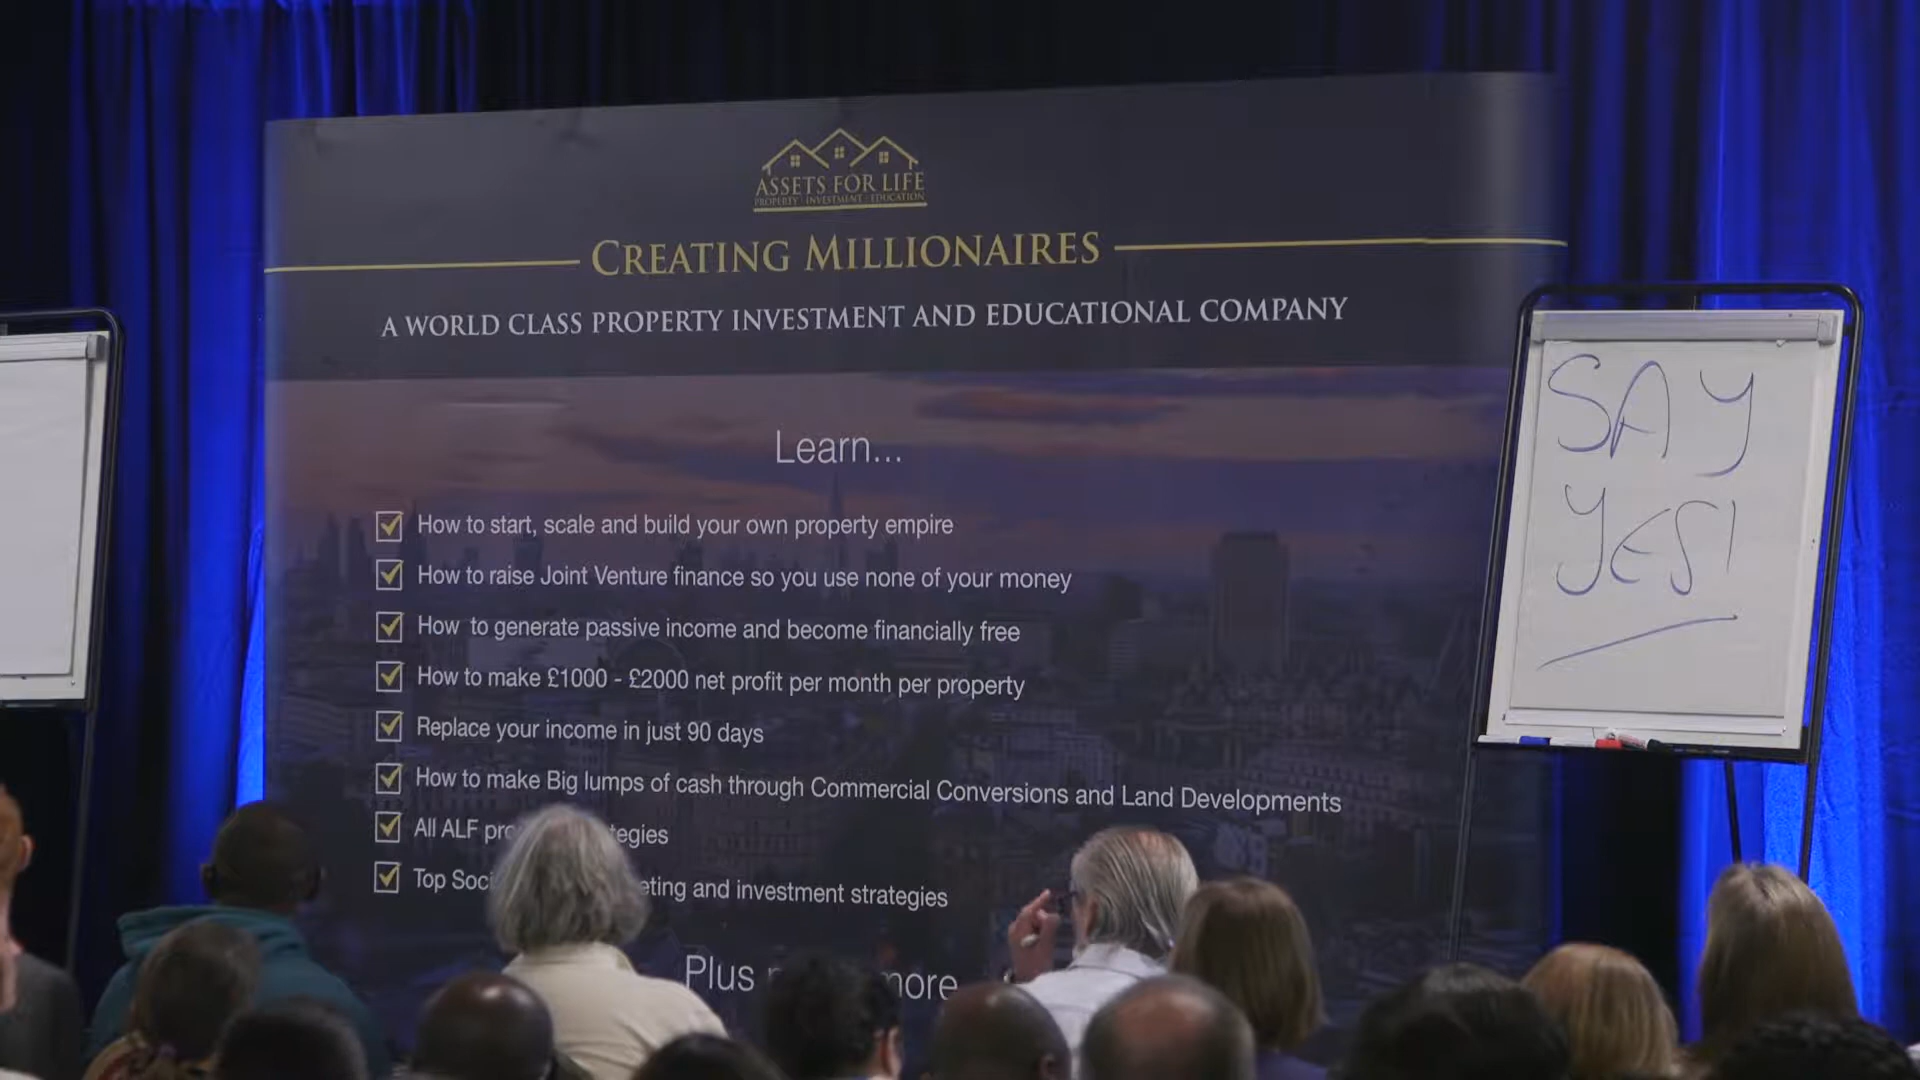 ASSETS FOR LIFE
PROPERTY · INVESTMENT · EDUCATION
CREATING MILLIONAIRES
A WORLD CLASS PROPERTY INVESTMENT AND EDUCATIONAL COMPANY
Learn...
How to start, scale and build your own property empire
How to raise Joint Venture finance so you use none of your money
How to generate passive income and become financially free
How to make £1000 - £2000 net profit per month per property
Replace your income in just 90 days
How to make Big lumps of cash through Commercial Conversions and Land Developments
All ALF
Top and investment strategies
Plus more
SAY
YES!